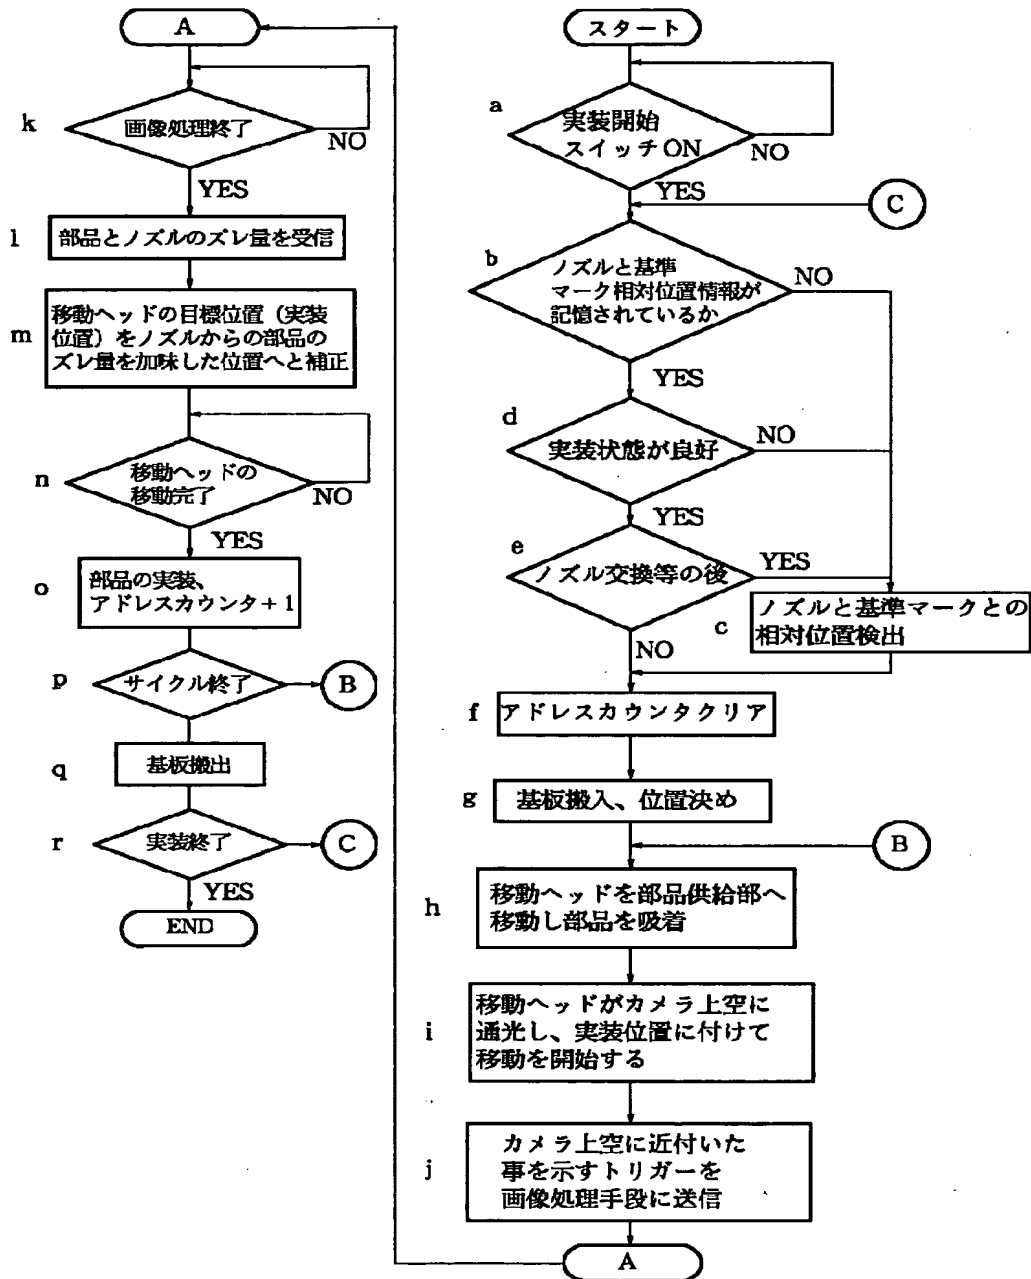 A
k
画像処理終了
NO
YES
l
部品とノズルのズレ量を受信
m
移動ヘッドの目標位置（実装
位置）をノズルからの部品の
ズレ量を加味した位置へと補正
n
移動ヘッドの
移動完了
NO
YES
o
部品の実装、
アドレスカウンタ＋1
p
サイクル終了
B
q
基板搬出
r
実装終了
C
YES
END
スタート
a
実装開始
スイッチON
NO
YES
C
b
ノズルと基準
マーク相対位置情報が
記憶されているか
NO
YES
d
実装状態が良好
NO
YES
e
ノズル交換等の後
YES
NO
c
ノズルと基準マークとの
相対位置検出
f
アドレスカウンタクリア
g
基板搬入、位置決め
B
h
移動ヘッドを部品供給部へ
移動し部品を吸着
i
移動ヘッドがカメラ上空に
通光し、実装位置に付けて
移動を開始する
j
カメラ上空に近付いた
事を示すトリガーを
画像処理手段に送信
A